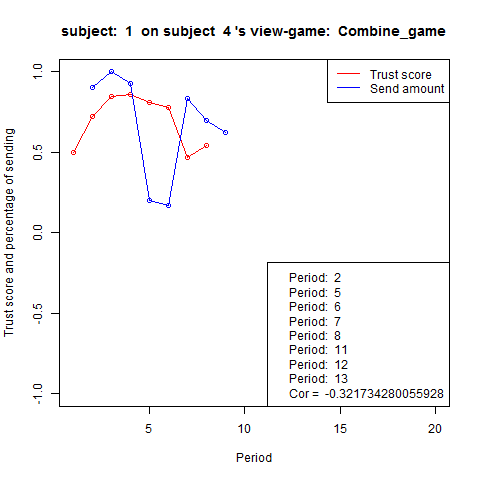 subject:  1  on subject  4 's view-game:  Combine_game
Trust score
Send amount
Trust score and percentage of sending
1.0
0.5
0.0
-0.5
-1.0
Period:  2
Period:  5
Period:  6
Period:  7
Period:  8
Period:  11
Period:  12
Period:  13
Cor =  -0.321734280055928
5 10 15 20
Period